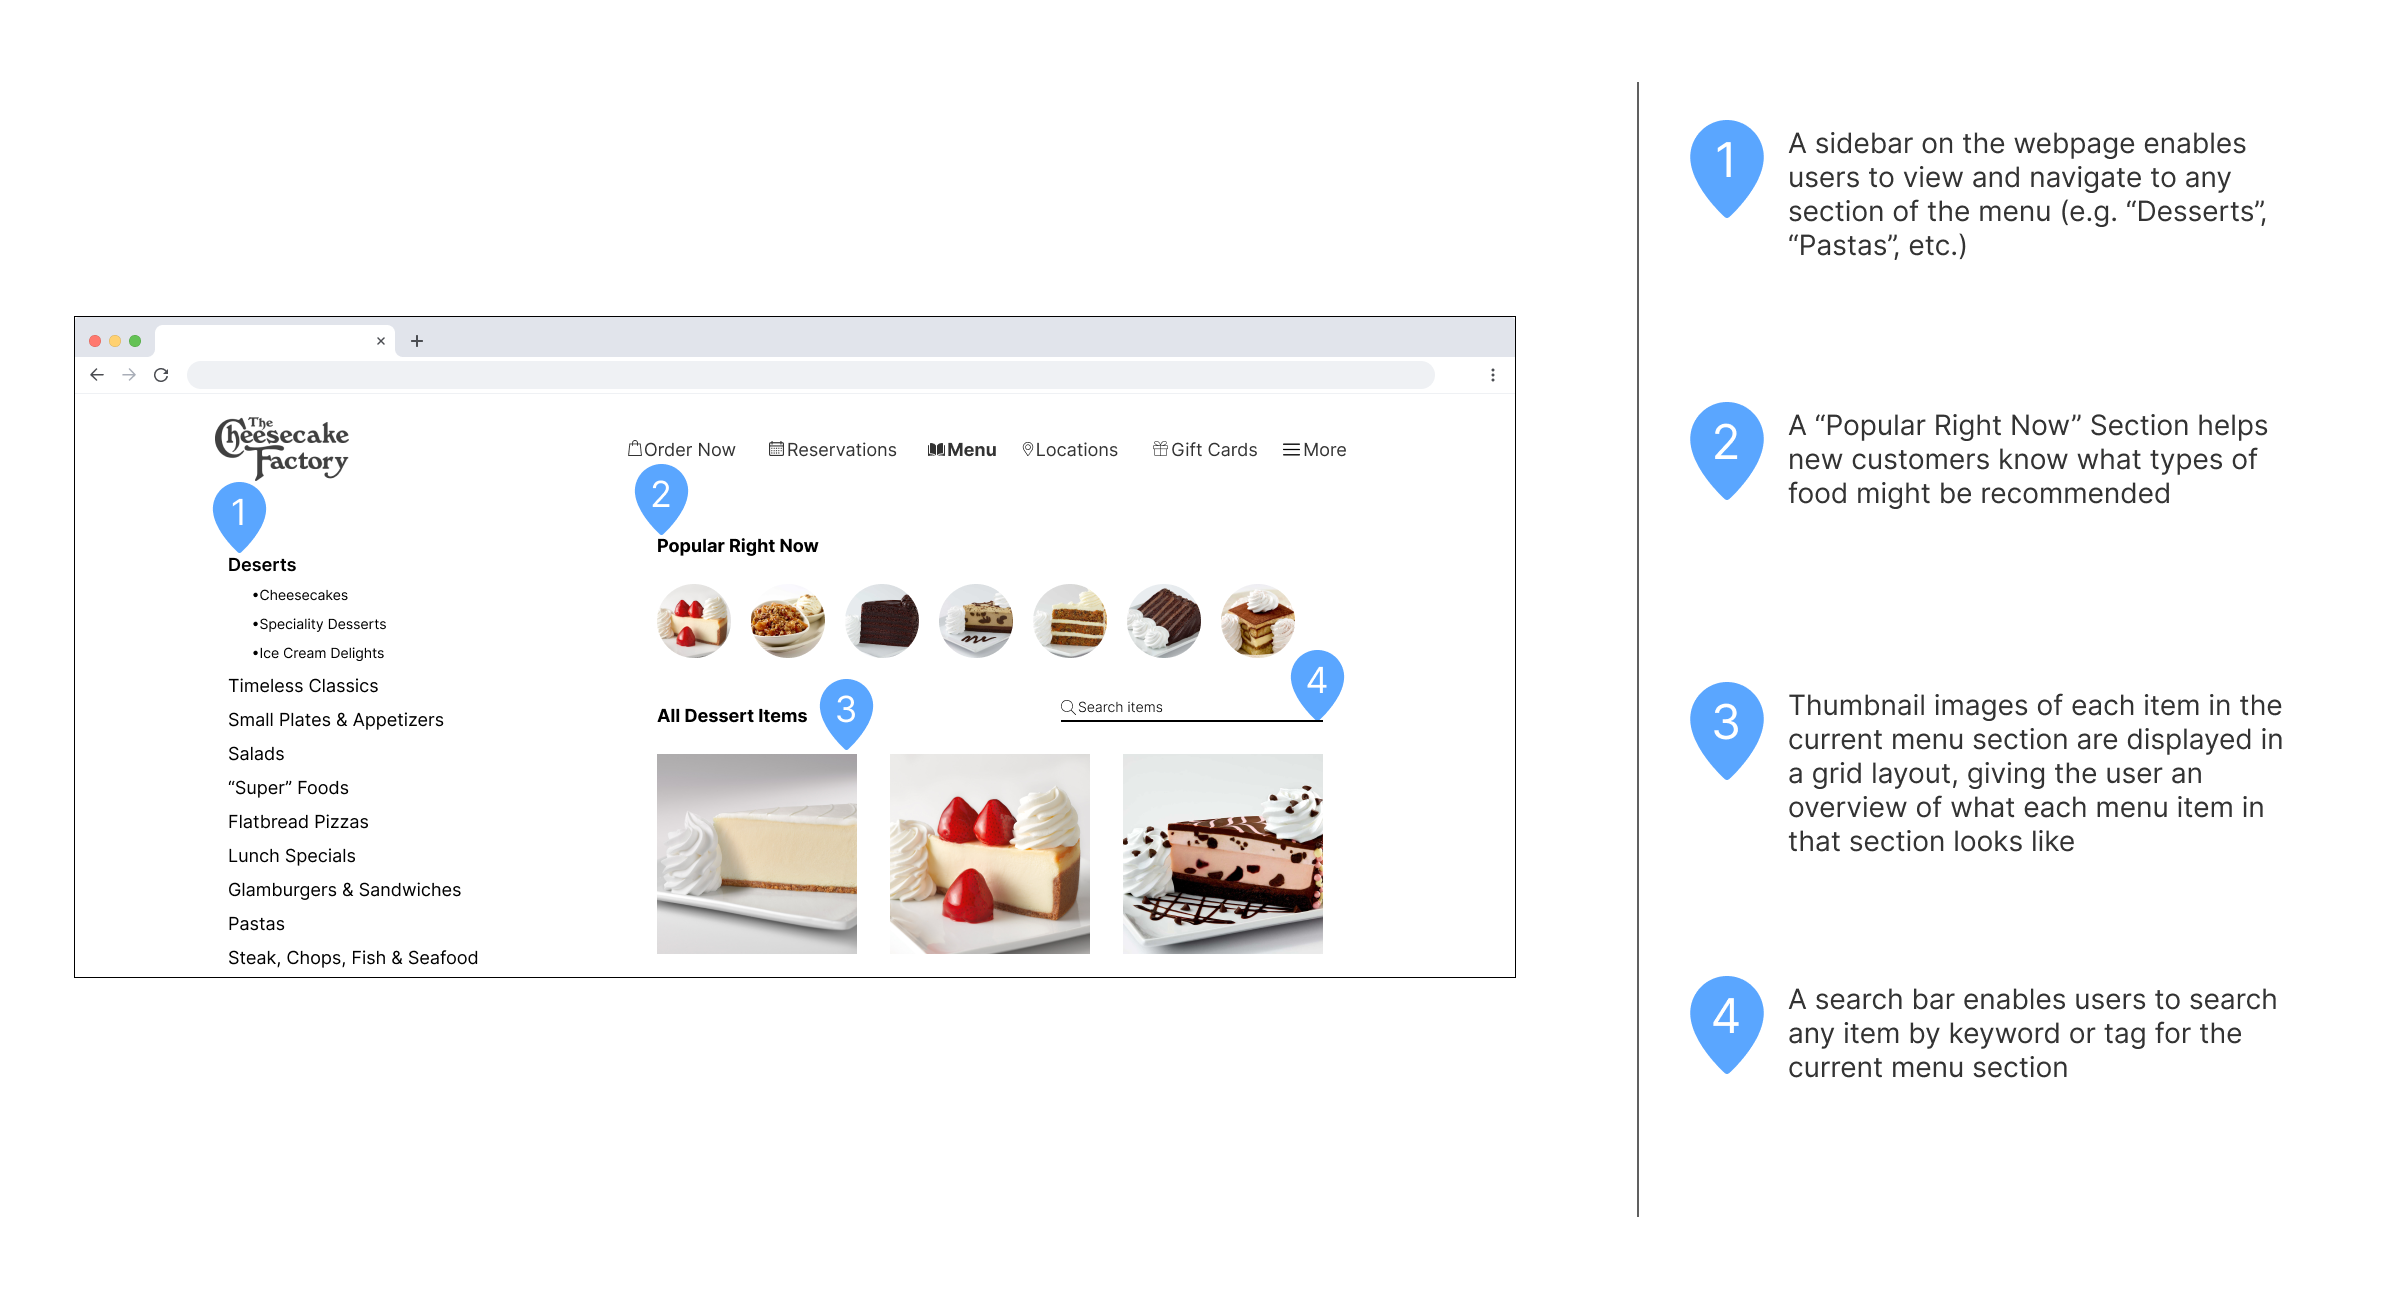 The
Cheesecake
Factory
Order Now
Reservations
Menu
Locations
Gift Cards
More
1
2
Popular Right Now
Deserts
•Cheesecakes
•Speciality Desserts
•Ice Cream Delights
Timeless Classics
Small Plates & Appetizers
Salads
“Super” Foods
Flatbread Pizzas
Lunch Specials
Glamburgers & Sandwiches
Pastas
Steak, Chops, Fish & Seafood
All Dessert Items
3
Search items
4
1
A sidebar on the webpage enables
users to view and navigate to any
section of the menu (e.g. “Desserts”,
“Pastas”, etc.)
2
A “Popular Right Now” Section helps
new customers know what types of
food might be recommended
3
Thumbnail images of each item in the
current menu section are displayed in
a grid layout, giving the user an
overview of what each menu item in
that section looks like
4
A search bar enables users to search
any item by keyword or tag for the
current menu section